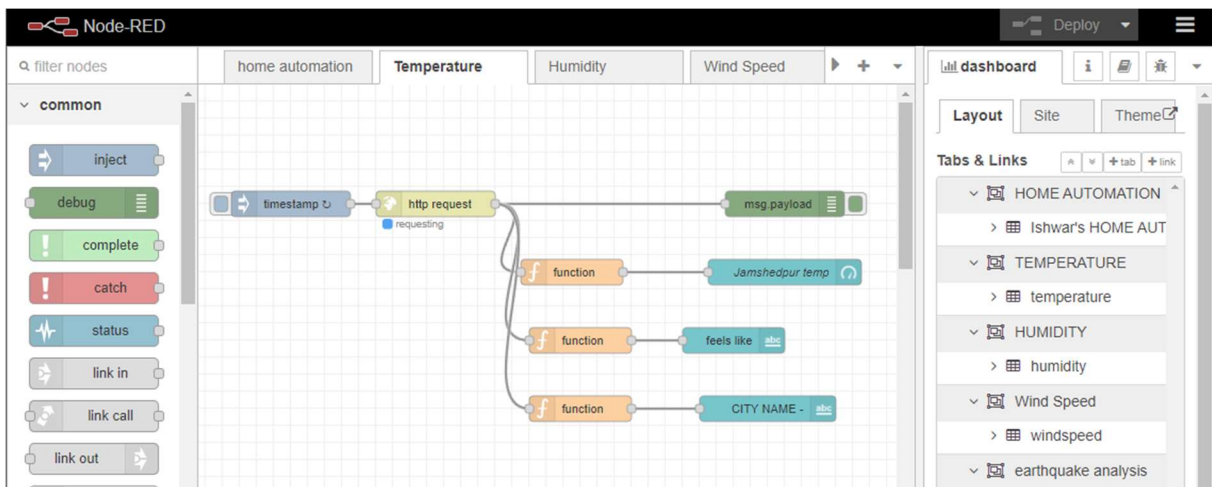 Node-RED
Deploy
filter nodes
home automation
Temperature
Humidity
Wind Speed
dashboard
i
common
Layout
Site
Theme
inject
Tabs & Links
+tab
+link
debug
HOME AUTOMATION
timestamp ↻
http request
msg.payload
requesting
Ishwar's HOME AUT
complete
TEMPERATURE
f function
Jamshedpur temp
catch
temperature
status
HUMIDITY
f function
feels like abc
link in
humidity
Wind Speed
link call
f function
CITY NAME - abc
windspeed
link out
earthquake analysis